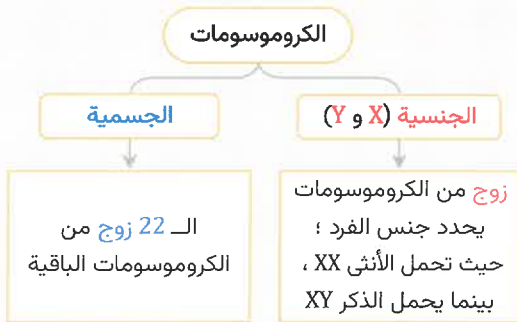 الكروموسومات
الجنسية (X و Y)
الجسمية
زوج من الكروموسومات
يحدد جنس الفرد ؛
حيث تحمل الأنثى XX ،
بينما يحمل الذكر XY
الــ 22 زوج من
الكروموسومات الباقية